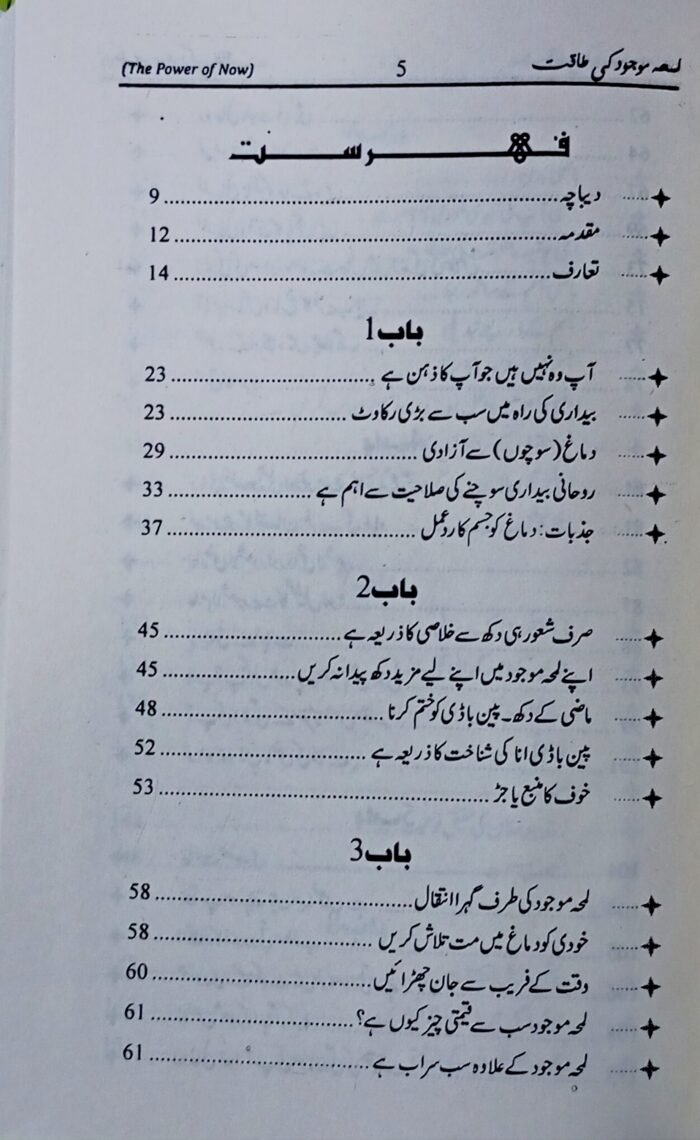 لمحہ موجود کی طاقت 5 (The Power of Now)
فہرست
دیباچہ 9
مقدمہ 12
تعارف 14
باب 1
آپ وہ نہیں ہیں جو آپ کا ذہن ہے 23
بیداری کی راہ میں سب سے بڑی رکاوٹ 23
دماغ (سوچوں) سے آزادی 29
روحانی بیداری سوچنے کی صلاحیت سے اہم ہے 33
جذبات: دماغ کو جسم کا ردعمل 37
باب 2
صرف شعور ہی دکھ سے خلاصی کا ذریعہ ہے 45
اپنے لمحہ موجود میں اپنے لیے مزید دکھ پیدا نہ کریں 45
ماضی کے دکھ۔ پین باڈی کو ختم کرنا 48
پین باڈی انا کی شناخت کا ذریعہ ہے 52
خوف کا منبع یا جڑ 53
باب 3
لمحہ موجود کی طرف گہرا انتقال 58
خودی کو دماغ میں مت تلاش کریں 58
وقت کے فریب سے جان چھڑائیں 60
لمحہ موجود سب سے قیمتی چیز کیوں ہے؟ 61
لمحہ موجود کے علاوہ سب سراب ہے 61